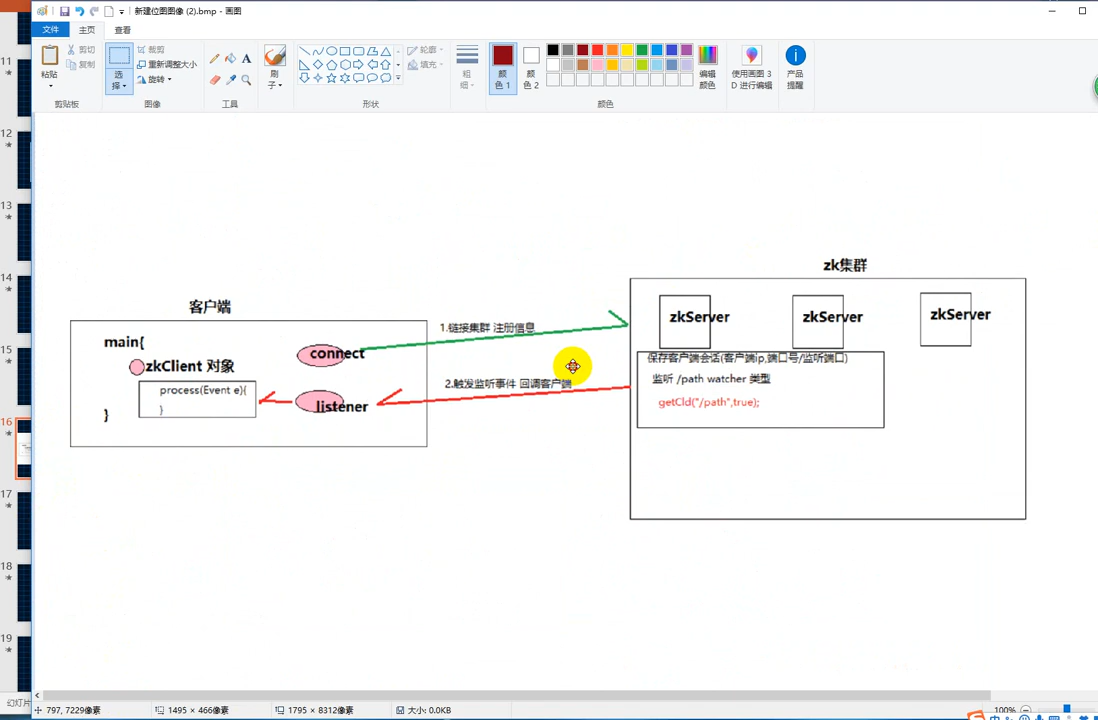 新建位图图像 (2).bmp - 画图
文件
主页
查看
粘贴
剪切
复制
剪贴板
选择
裁剪
重新调整大小
旋转
图像
A
工具
刷子
轮廓
填充
形状
粗细
颜色 1
颜色 2
编辑颜色
颜色
使用画图 3D 进行编辑
产品提醒
11
12
13
14
15
16
17
18
19
zk集群
客户端
zkServer
zkServer
zkServer
1.链接集群 注册信息
main{
connect
zkClient 对象
保存客户端会话(客户端ip,端口号/监听端口)
监听 /path watcher 类型
2.触发监听事件 回调客户端
process(Event e){
}
listener
getCld("/path",true);
}
幻灯片
797, 7229像素
1495 × 466像素
1795 × 8312像素
大小: 0.0KB
100%